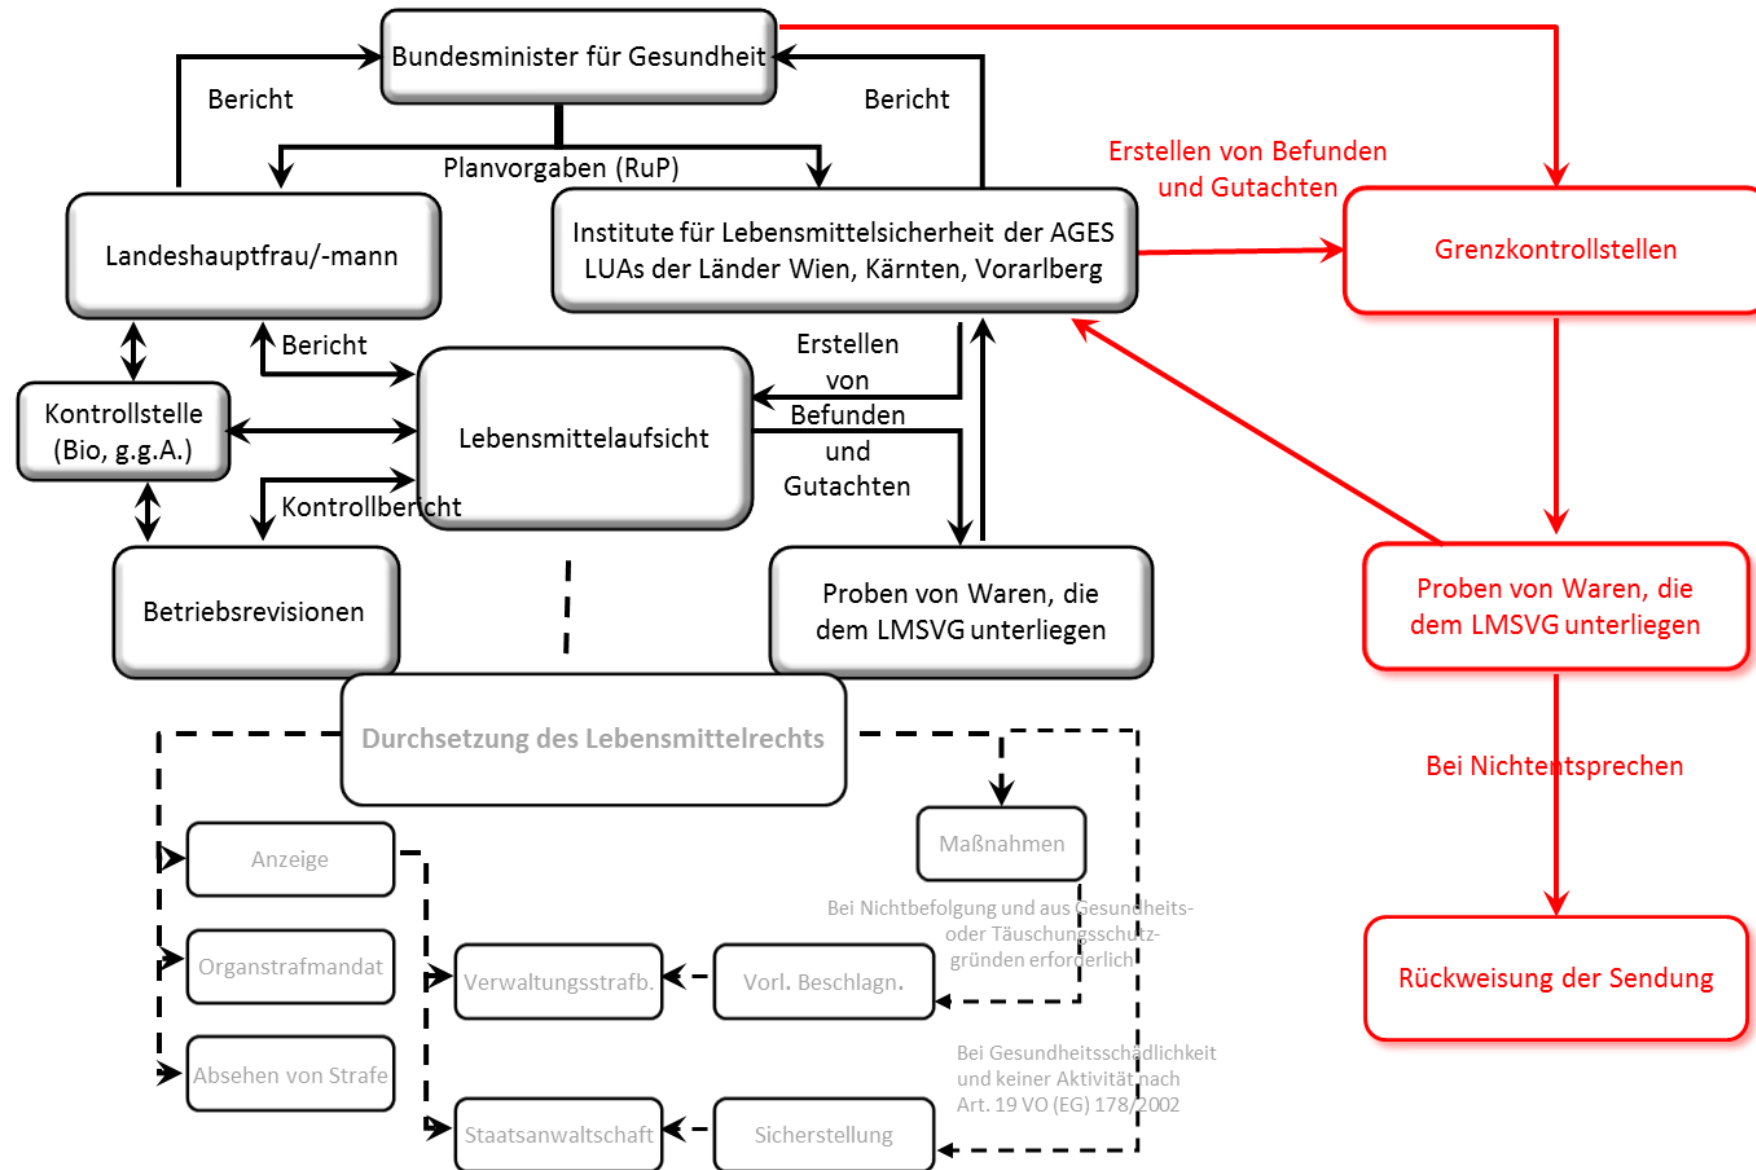 Bundesminister für Gesundheit
Bericht
Bericht
Planvorgaben (RuP)
Erstellen von Befunden
und Gutachten
Landeshauptfrau/-mann
Institute für Lebensmittelsicherheit der AGES
LUAs der Länder Wien, Kärnten, Vorarlberg
Grenzkontrollstellen
Bericht
Erstellen
von
Befunden
und
Gutachten
Kontrollstelle
(Bio, g.g.A.)
Lebensmittelaufsicht
Kontrollbericht
Betriebsrevisionen
Proben von Waren, die
dem LMSVG unterliegen
Proben von Waren, die
dem LMSVG unterliegen
Durchsetzung des Lebensmittelrechts
Bei Nichtentsprechen
Anzeige
Maßnahmen
Bei Nichtbefolgung und aus Gesundheits-
oder Täuschungsschutz-
gründen erforderlich
Organstrafmandat
Verwaltungsstrafb.
Vorl. Beschlagn.
Rückweisung der Sendung
Absehen von Strafe
Bei Gesundheitsschädlichkeit
und keiner Aktivität nach
Art. 19 VO (EG) 178/2002
Staatsanwaltschaft
Sicherstellung